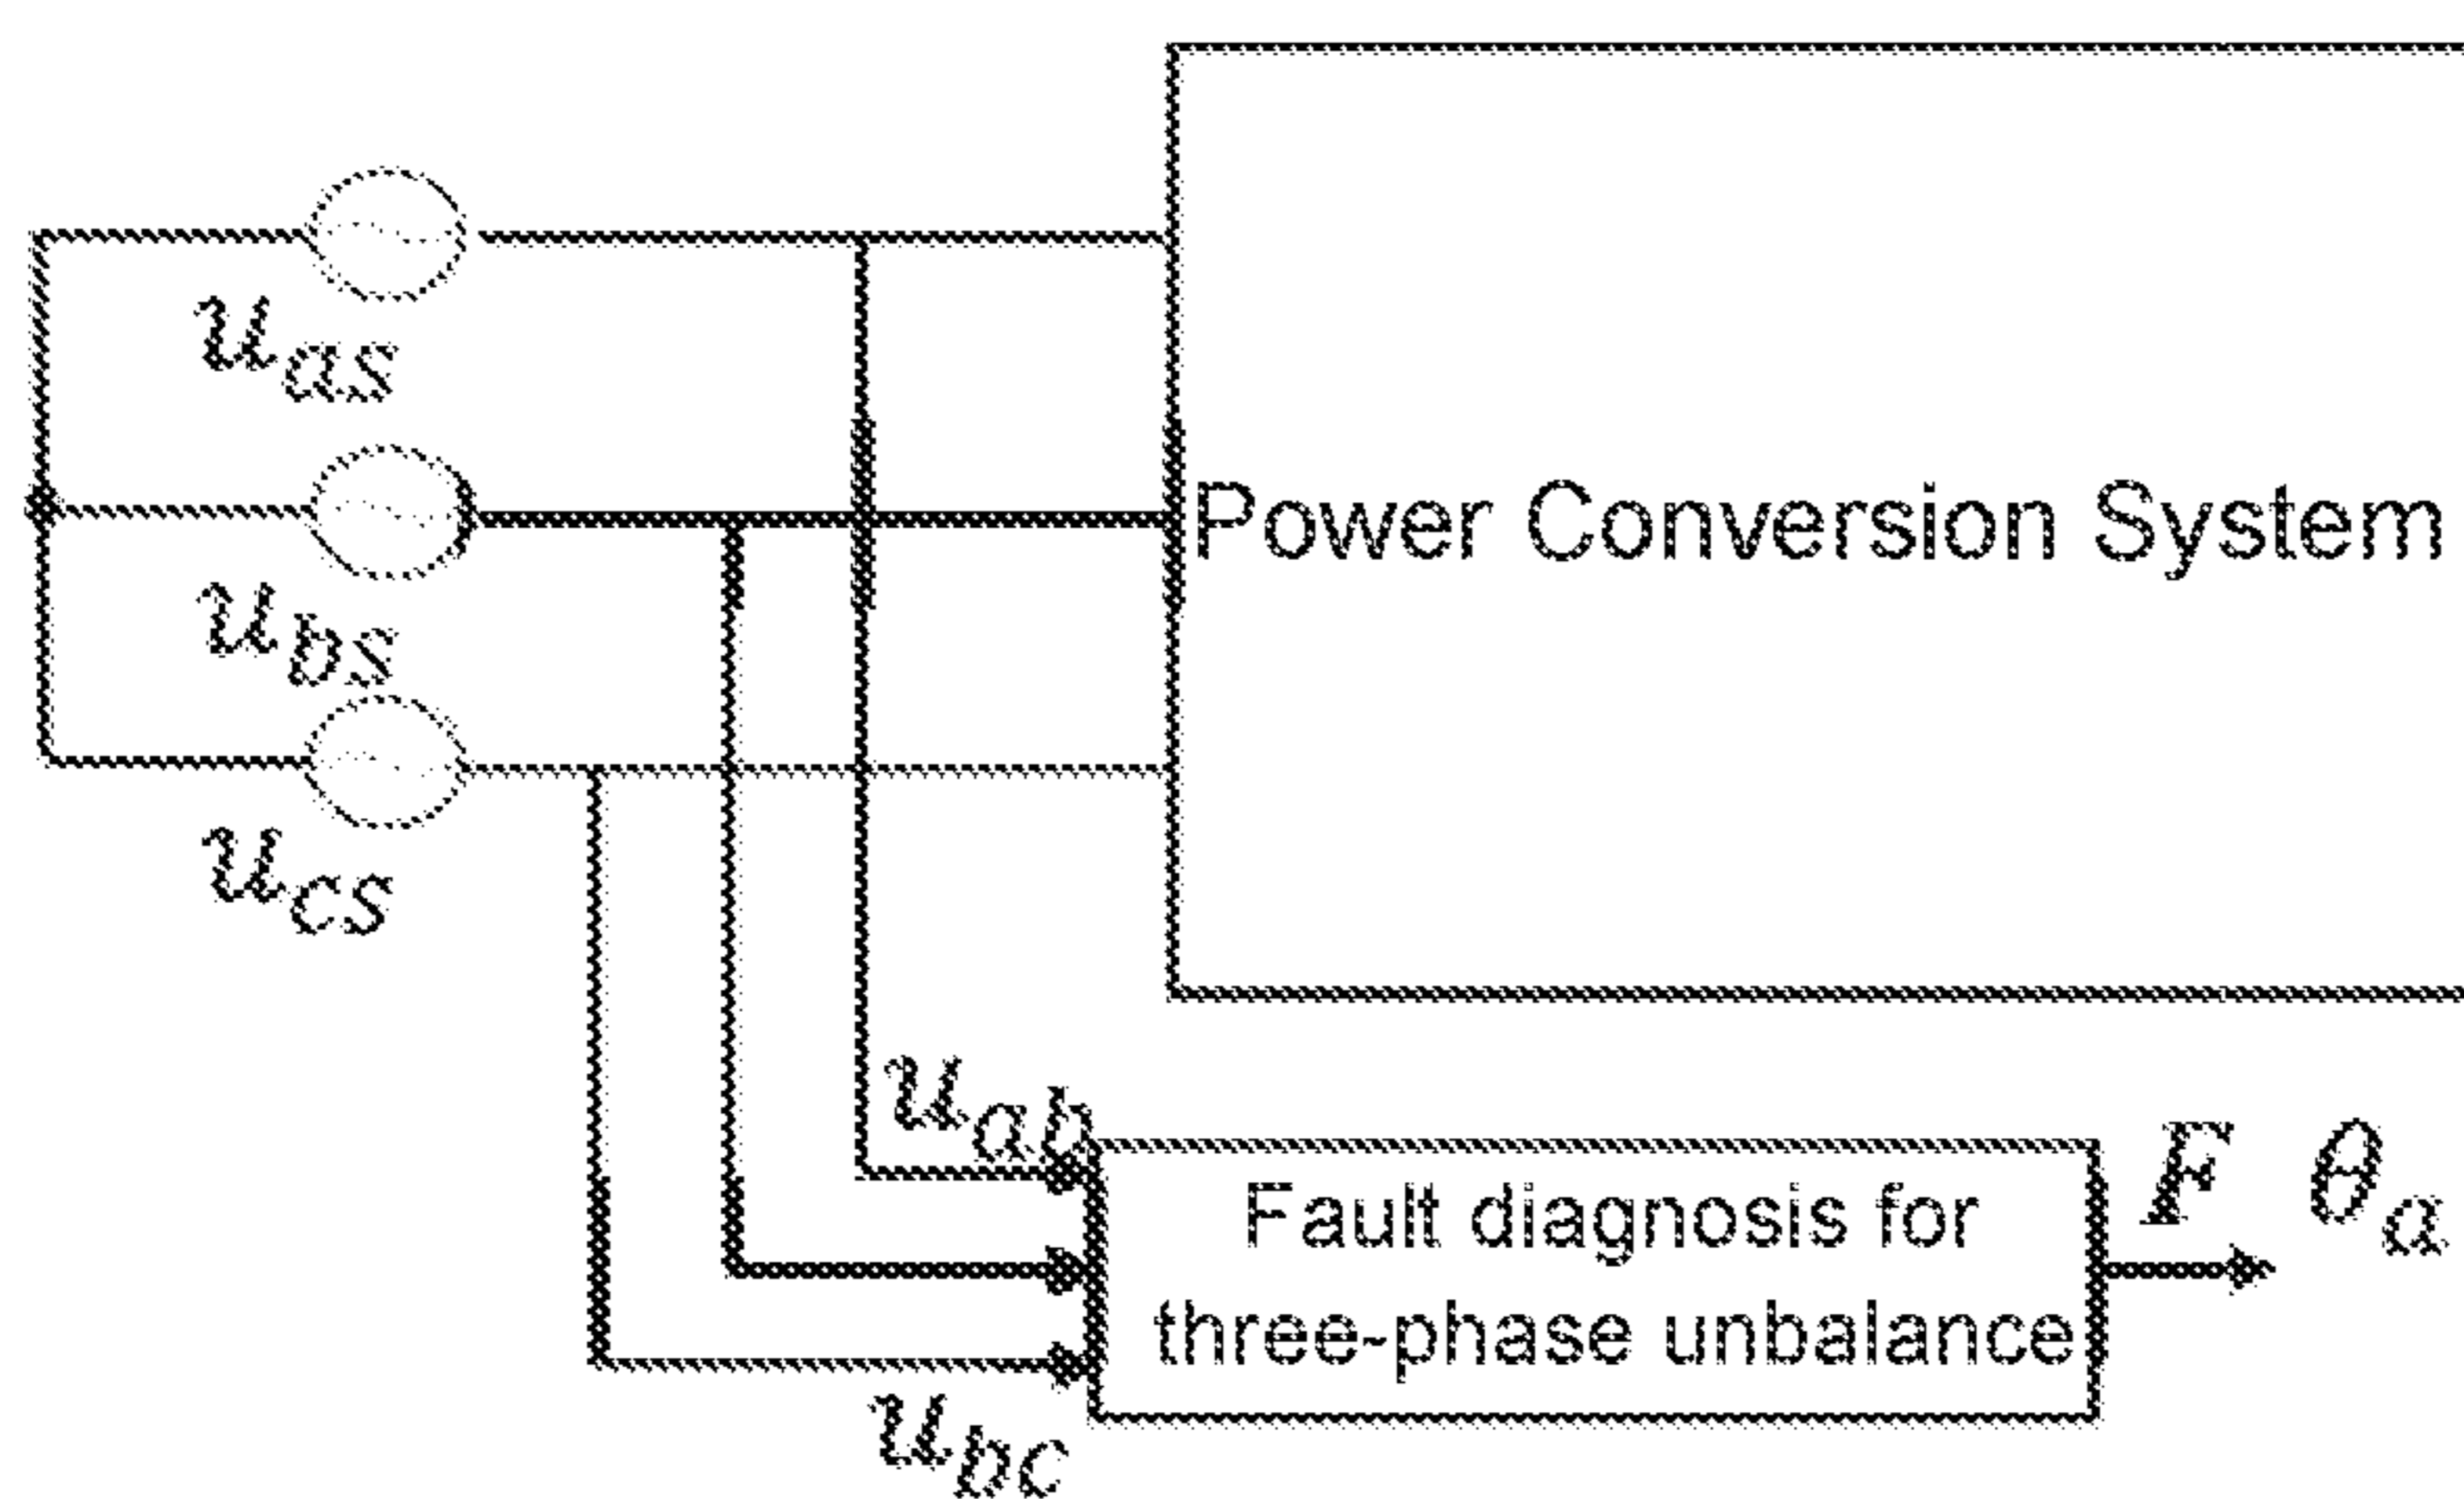 u_as
Power Conversion System
u_bs
u_cs
u_ab
F θ_a
Fault diagnosis for
three-phase unbalance
u_bc